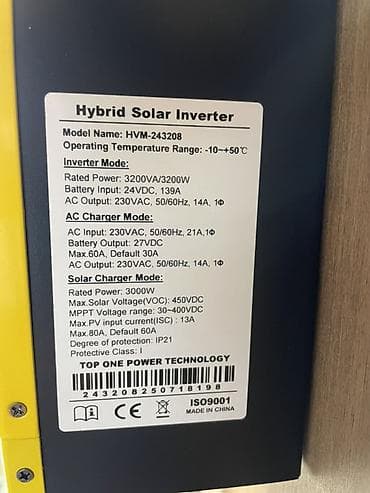 Hybrid Solar Inverter
Model Name: HVM-243208
Operating Temperature Range: -10~+50℃
Inverter Mode:
Rated Power: 3200VA/3200W
Battery Input: 24VDC, 139A
AC Output: 230VAC, 50/60Hz, 14A, 1Φ
AC Charger Mode:
AC Input: 230VAC, 50/60Hz, 21A,1Φ
Battery Output: 27VDC
Max.60A, Default 30A
AC Output: 230VAC, 50/60Hz, 14A, 1Φ
Solar Charger Mode:
Rated Power: 3000W
Max.Solar Voltage(VOC): 450VDC
MPPT Voltage range: 30~400VDC
Max.PV input current(ISC) : 13A
Max.80A, Default 60A
Degree of protection: IP21
Protective Class: I
TOP ONE POWER TECHNOLOGY
243208250718198
CE
ISO9001
MADE IN CHINA